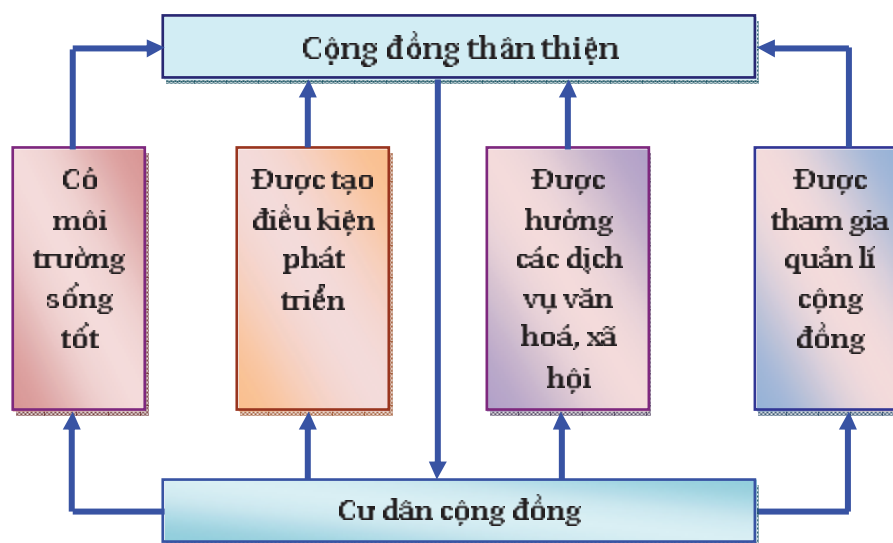 Cộng đồng thân thiện
Có
môi
trường
sống
tốt
Được tạo
điều kiện
phát
triển
Được
hưởng
các dịch
vụ văn
hoá, xã
hội
Được
tham gia
quản lí
cộng
đồng
Cư dân cộng đồng